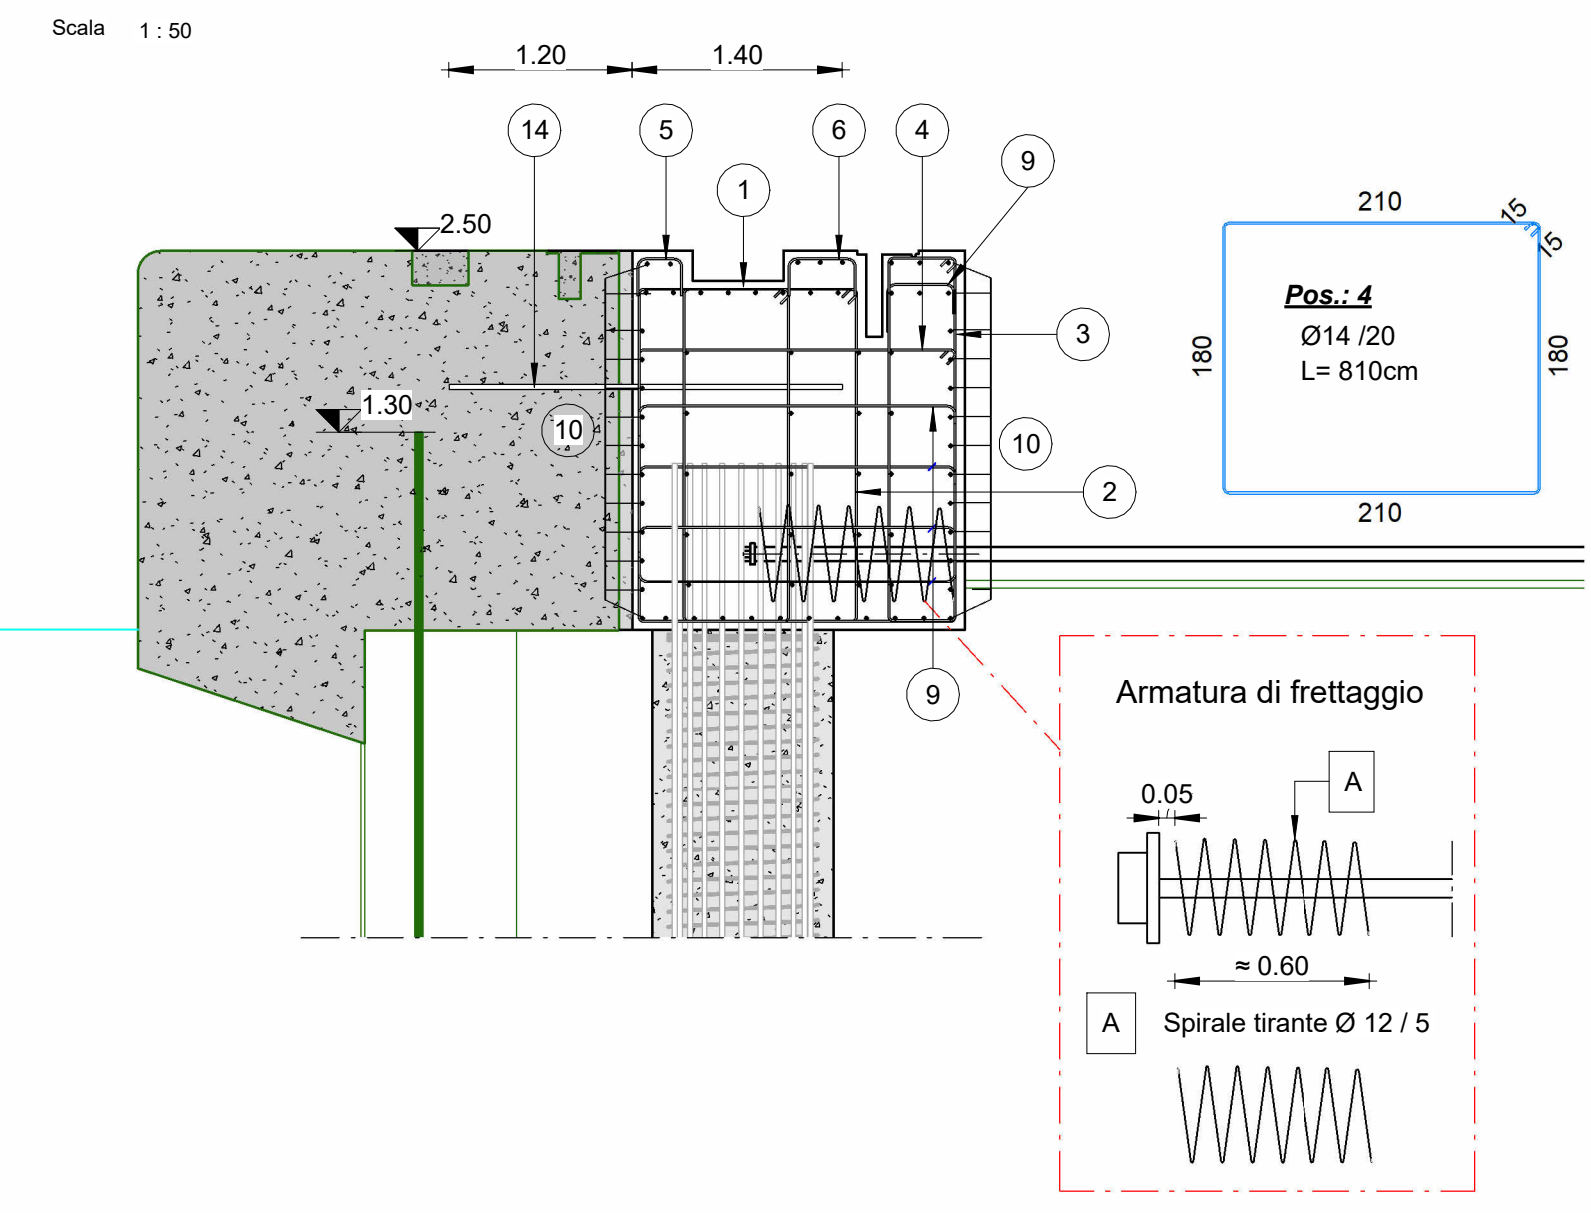 Scala 1 : 50
1.20 1.40
14 5 6 4
9
1
2.50
210
15
15
Pos.: 4
Ø14 /20
L= 810cm
180
180
210
3
1.30
10
10
2
9
Armatura di frettaggio
A
0.05
≈ 0.60
A Spirale tirante Ø 12 / 5